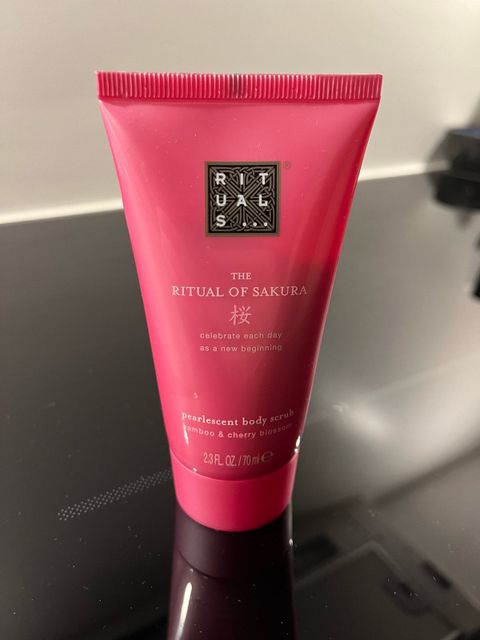 RIT
UAL
S...
®
THE
RITUAL OF SAKURA
桜
celebrate each day
as a new beginning
pearlescent body scrub
bamboo & cherry blossom
2.3 FL. OZ. / 70 ml ℮